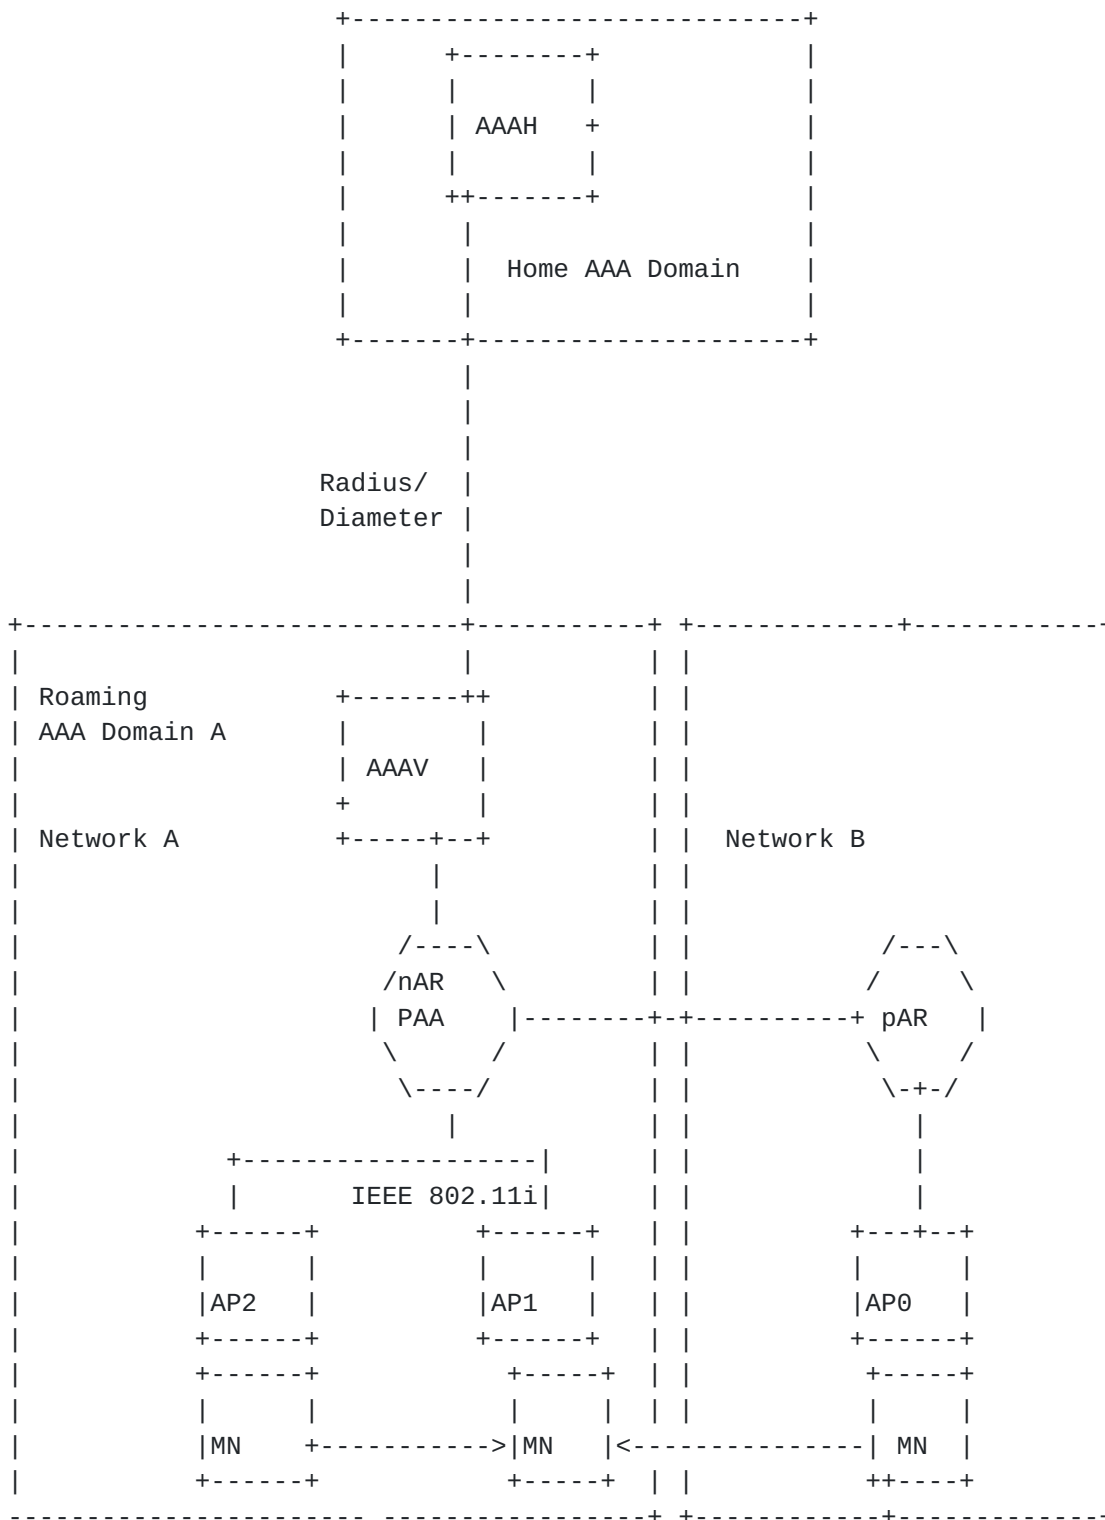 AAAH
Home AAA Domain
Radius/
Diameter
Roaming
AAA Domain A
AAAV
Network A Network B
nAR
PAA pAR
IEEE 802.11i
AP2 AP1 AP0
MN MN MN